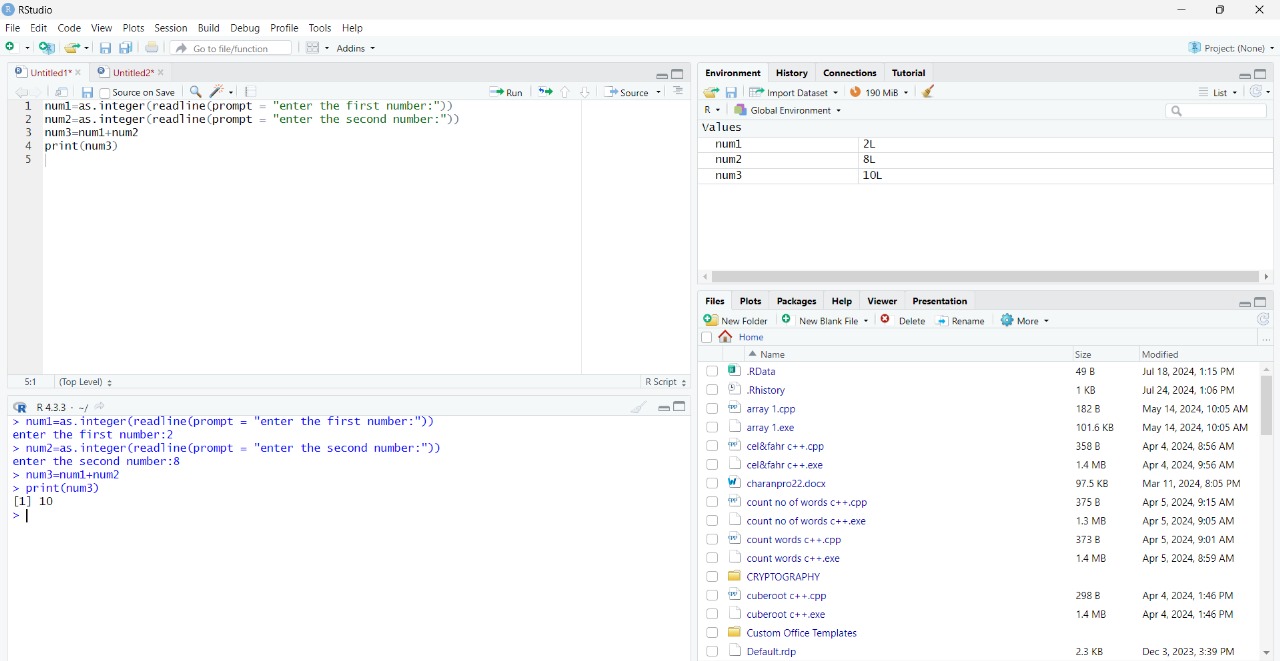 RStudio
File Edit Code View Plots Session Build Debug Profile Tools Help
Go to file/function Addins Project: (None)
Untitled1* Untitled2*
Source on Save Run Source
1 num1=as.integer(readline(prompt = "enter the first number:"))
2 num2=as.integer(readline(prompt = "enter the second number:"))
3 num3=num1+num2
4 print(num3)
5
5:1 (Top Level) R Script
R 4.3.3 · ~/
> num1=as.integer(readline(prompt = "enter the first number:"))
enter the first number:2
> num2=as.integer(readline(prompt = "enter the second number:"))
enter the second number:8
> num3=num1+num2
> print(num3)
[1] 10
>
Environment History Connections Tutorial
Import Dataset 190 MiB List
R Global Environment
Values
num1 2L
num2 8L
num3 10L
Files Plots Packages Help Viewer Presentation
New Folder New Blank File Delete Rename More
Home ...
Name Size Modified
.RData 49 B Jul 18, 2024, 1:15 PM
.Rhistory 1 KB Jul 24, 2024, 1:06 PM
array 1.cpp 182 B May 14, 2024, 10:05 AM
array 1.exe 101.6 KB May 14, 2024, 10:05 AM
cel&fahr c++.cpp 358 B Apr 4, 2024, 8:56 AM
cel&fahr c++.exe 1.4 MB Apr 4, 2024, 9:56 AM
charanpro22.docx 97.5 KB Mar 11, 2024, 8:05 PM
count no of words c++.cpp 375 B Apr 5, 2024, 9:15 AM
count no of words c++.exe 1.3 MB Apr 5, 2024, 9:05 AM
count words c++.cpp 373 B Apr 5, 2024, 9:01 AM
count words c++.exe 1.4 MB Apr 5, 2024, 8:59 AM
CRYPTOGRAPHY
cuberoot c++.cpp 298 B Apr 4, 2024, 1:46 PM
cuberoot c++.exe 1.4 MB Apr 4, 2024, 1:46 PM
Custom Office Templates
Default.rdp 2.3 KB Dec 3, 2023, 3:39 PM